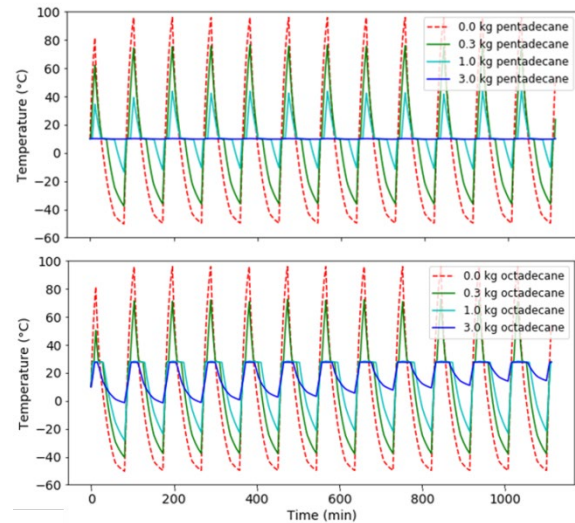 100
80
60
40
20
0
−20
−40
−60
Temperature (°C)
0.0 kg pentadecane
0.3 kg pentadecane
1.0 kg pentadecane
3.0 kg pentadecane
100
80
60
40
20
0
−20
−40
−60
Temperature (°C)
0.0 kg octadecane
0.3 kg octadecane
1.0 kg octadecane
3.0 kg octadecane
0 200 400 600 800 1000
Time (min)